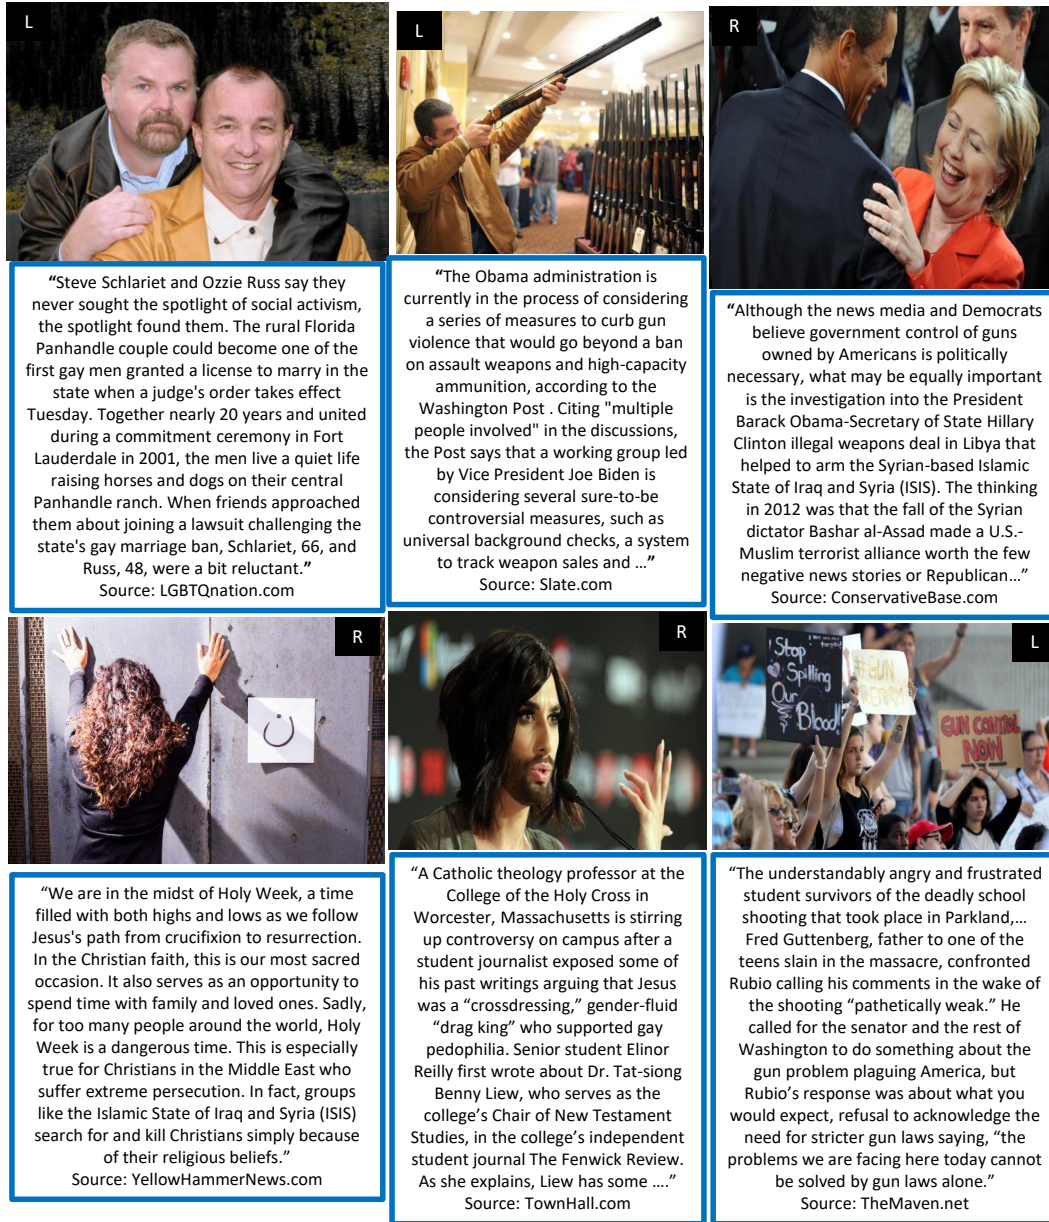 L
L
R
“Steve Schlariet and Ozzie Russ say they
never sought the spotlight of social activism,
the spotlight found them. The rural Florida
Panhandle couple could become one of the
first gay men granted a license to marry in the
state when a judge's order takes effect
Tuesday. Together nearly 20 years and united
during a commitment ceremony in Fort
Lauderdale in 2001, the men live a quiet life
raising horses and dogs on their central
Panhandle ranch. When friends approached
them about joining a lawsuit challenging the
state's gay marriage ban, Schlariet, 66, and
Russ, 48, were a bit reluctant.”
Source: LGBTQnation.com
“The Obama administration is
currently in the process of considering
a series of measures to curb gun
violence that would go beyond a ban
on assault weapons and high-capacity
ammunition, according to the
Washington Post . Citing "multiple
people involved" in the discussions,
the Post says that a working group led
by Vice President Joe Biden is
considering several sure-to-be
controversial measures, such as
universal background checks, a system
to track weapon sales and …”
Source: Slate.com
“Although the news media and Democrats
believe government control of guns
owned by Americans is politically
necessary, what may be equally important
is the investigation into the President
Barack Obama-Secretary of State Hillary
Clinton illegal weapons deal in Libya that
helped to arm the Syrian-based Islamic
State of Iraq and Syria (ISIS). The thinking
in 2012 was that the fall of the Syrian
dictator Bashar al-Assad made a U.S.-
Muslim terrorist alliance worth the few
negative news stories or Republican…”
Source: ConservativeBase.com
R
R
L
Stop
Spilling
Our
Blood!
#GUN
REFORM
GUN CONTROL
NOW
“We are in the midst of Holy Week, a time
filled with both highs and lows as we follow
Jesus's path from crucifixion to resurrection.
In the Christian faith, this is our most sacred
occasion. It also serves as an opportunity to
spend time with family and loved ones. Sadly,
for too many people around the world, Holy
Week is a dangerous time. This is especially
true for Christians in the Middle East who
suffer extreme persecution. In fact, groups
like the Islamic State of Iraq and Syria (ISIS)
search for and kill Christians simply because
of their religious beliefs.”
Source: YellowHammerNews.com
“A Catholic theology professor at the
College of the Holy Cross in
Worcester, Massachusetts is stirring
up controversy on campus after a
student journalist exposed some of
his past writings arguing that Jesus
was a “crossdressing,” gender-fluid
“drag king” who supported gay
pedophilia. Senior student Elinor
Reilly first wrote about Dr. Tat-siong
Benny Liew, who serves as the
college’s Chair of New Testament
Studies, in the college’s independent
student journal The Fenwick Review.
As she explains, Liew has some ….”
Source: TownHall.com
“The understandably angry and frustrated
student survivors of the deadly school
shooting that took place in Parkland,…
Fred Guttenberg, father to one of the
teens slain in the massacre, confronted
Rubio calling his comments in the wake of
the shooting “pathetically weak.” He
called for the senator and the rest of
Washington to do something about the
gun problem plaguing America, but
Rubio’s response was about what you
would expect, refusal to acknowledge the
need for stricter gun laws saying, “the
problems we are facing here today cannot
be solved by gun laws alone.”
Source: TheMaven.net